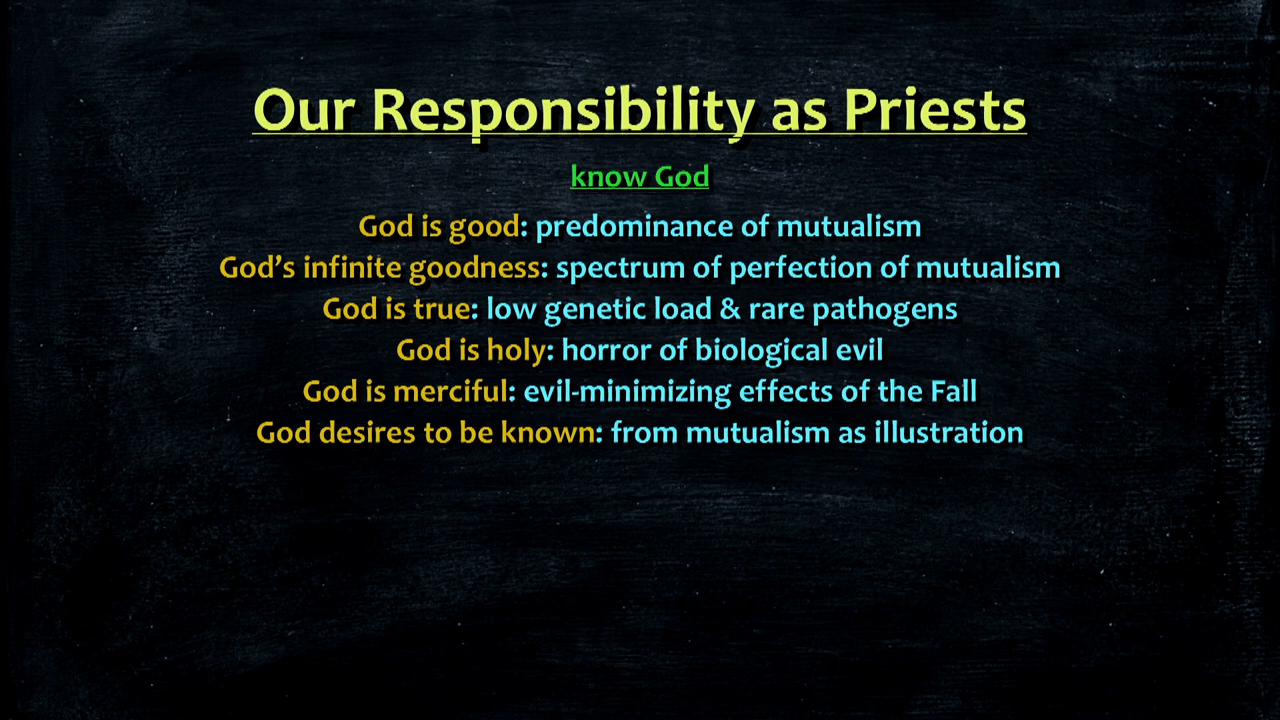 Our Responsibility as Priests
know God
God is good: predominance of mutualism
God’s infinite goodness: spectrum of perfection of mutualism
God is true: low genetic load & rare pathogens
God is holy: horror of biological evil
God is merciful: evil-minimizing effects of the Fall
God desires to be known: from mutualism as illustration